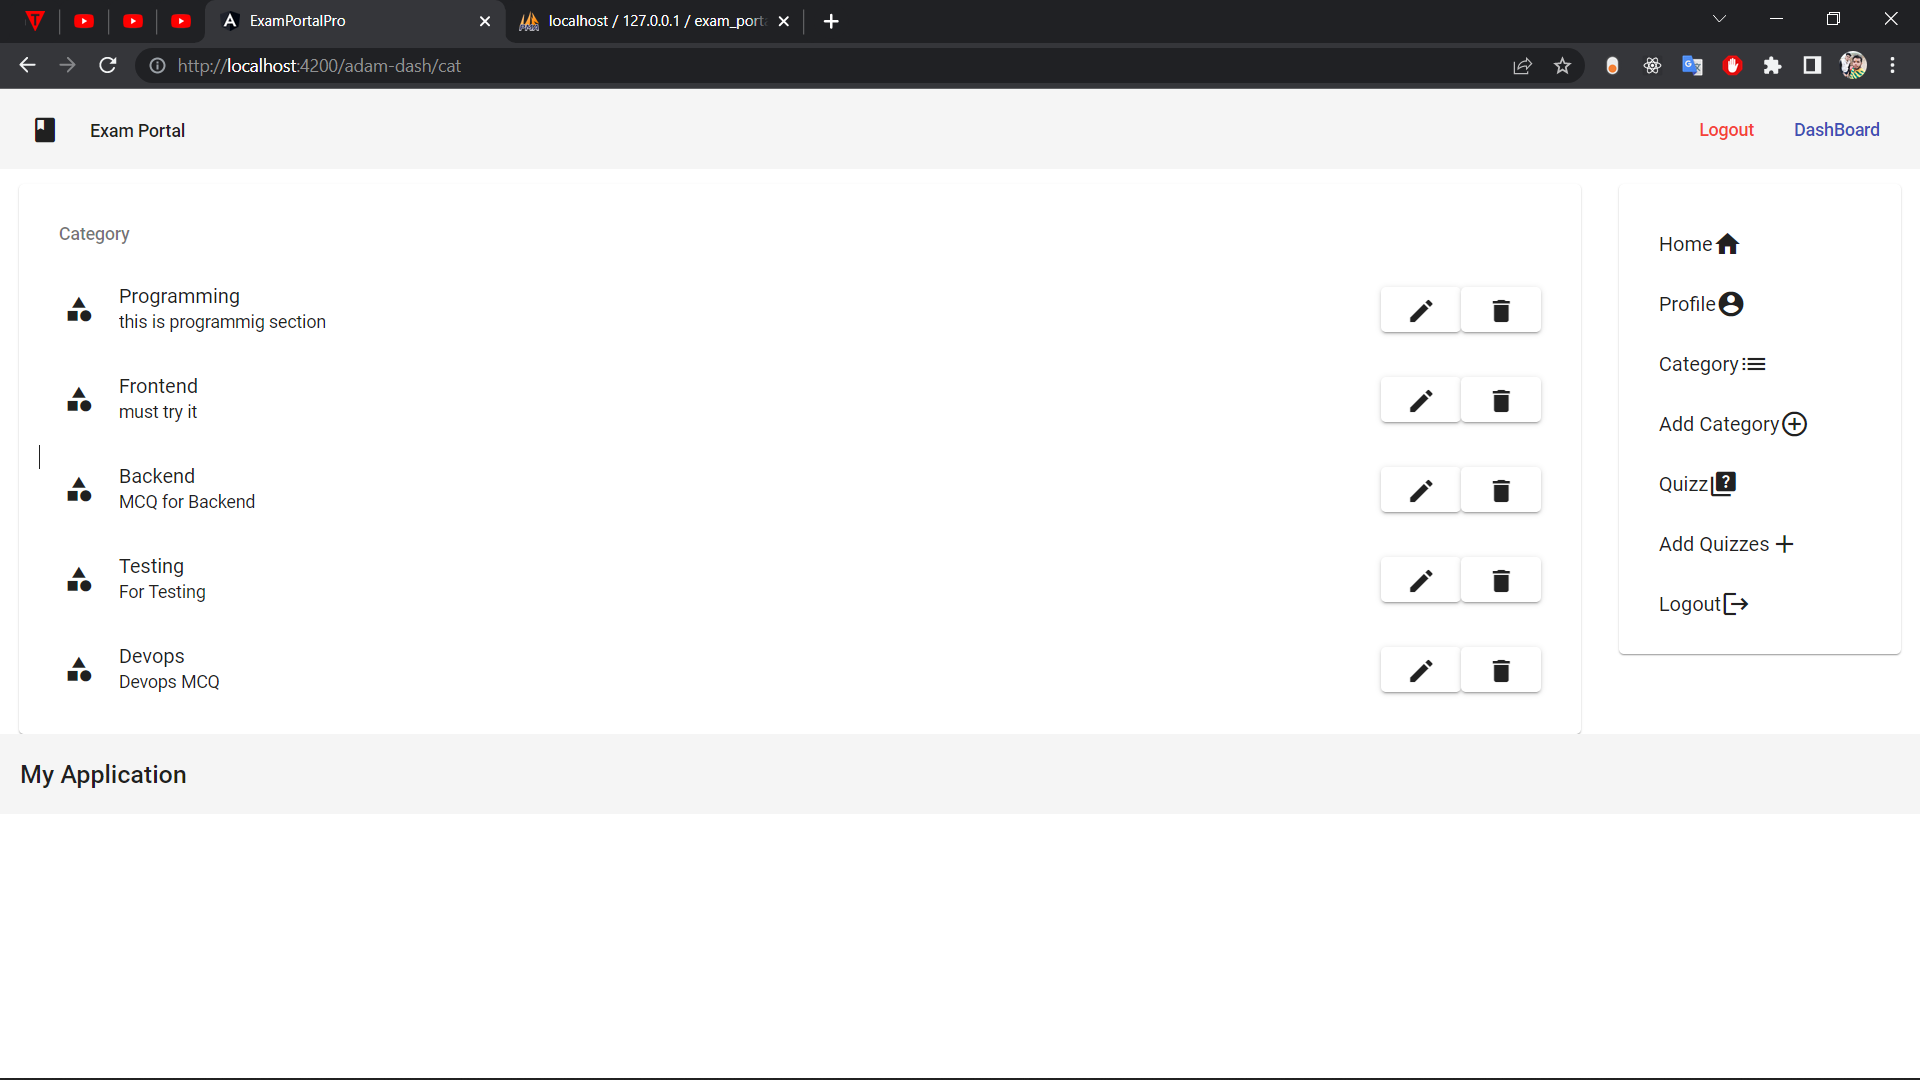 ExamPortalPro
localhost / 127.0.0.1 / exam_port
http://localhost:4200/adam-dash/cat
Exam Portal
Logout
DashBoard
Category
Programming
this is programmig section
Frontend
must try it
Backend
MCQ for Backend
Testing
For Testing
Devops
Devops MCQ
Home
Profile
Category
Add Category
Quizz
Add Quizzes
Logout
My Application